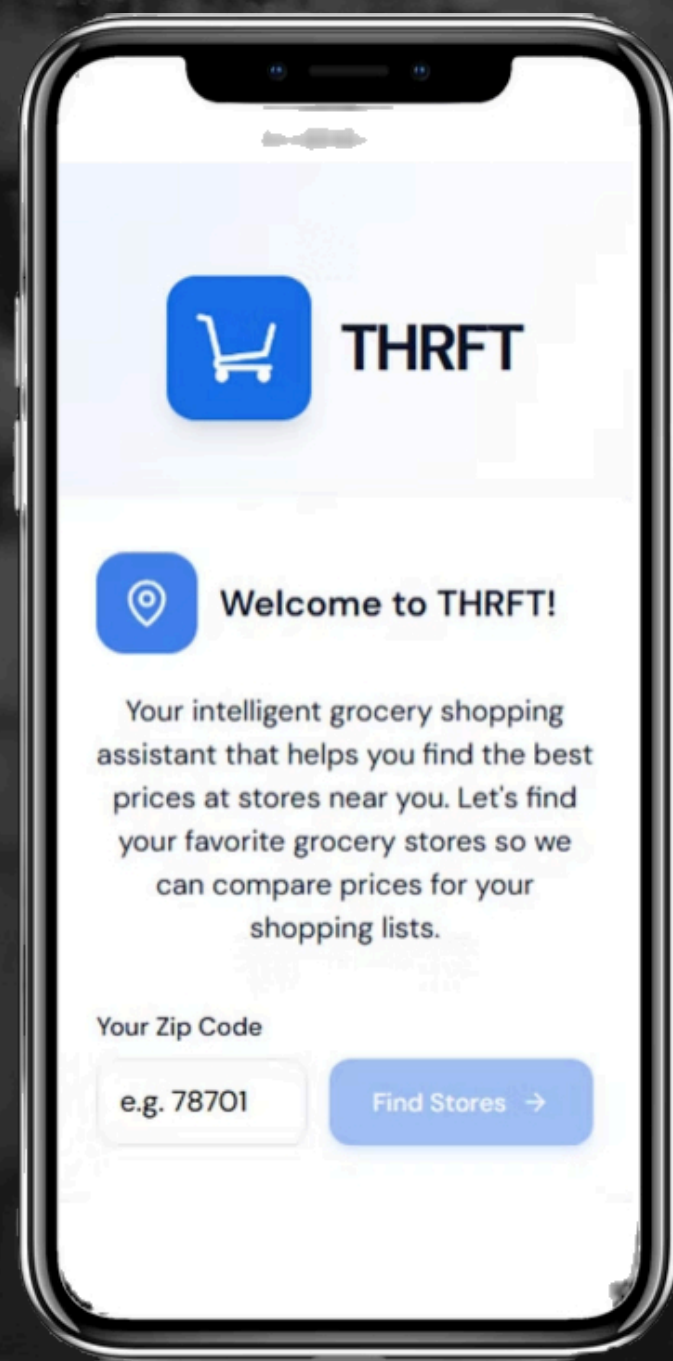 THRFT
Welcome to THRFT!
Your intelligent grocery shopping
assistant that helps you find the best
prices at stores near you. Let's find
your favorite grocery stores so we
can compare prices for your
shopping lists.
Your Zip Code
e.g. 78701
Find Stores →